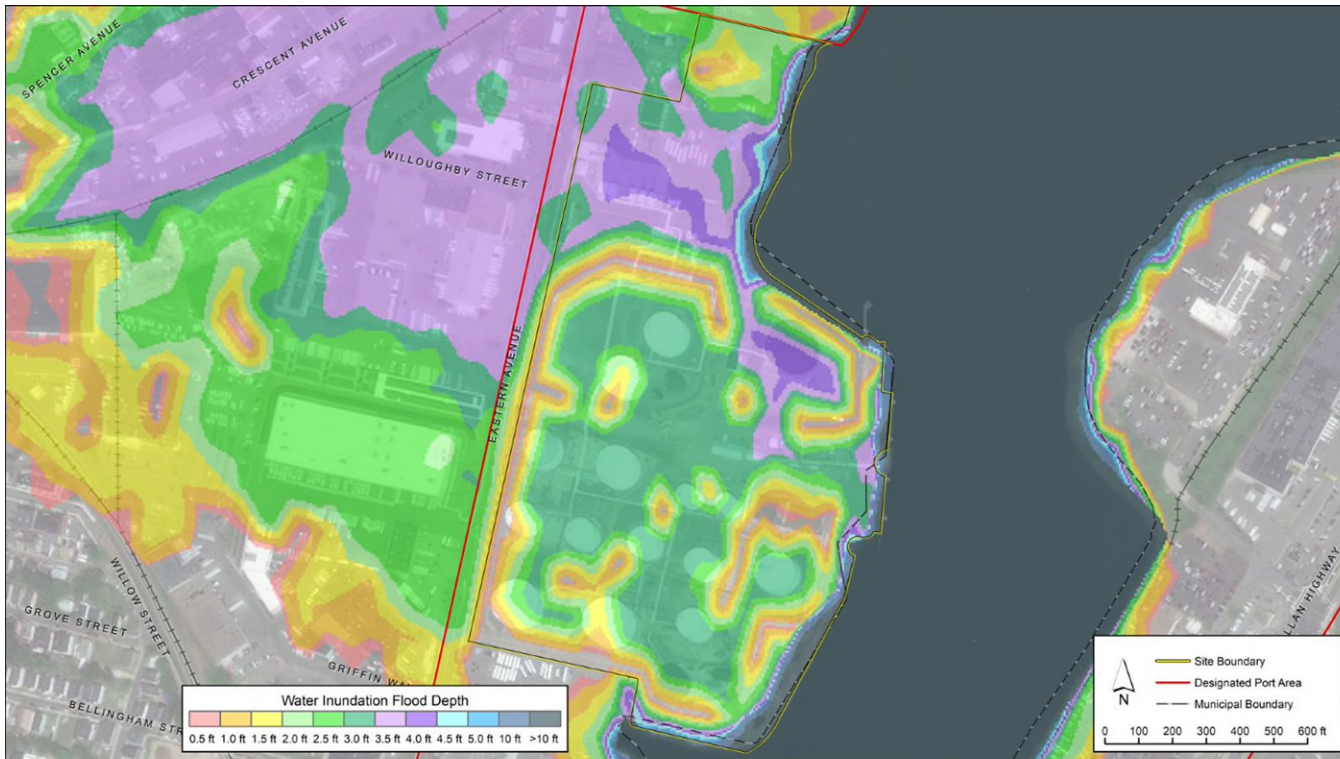 SPENCER AVENUE
CRESCENT AVENUE
WILLOUGHBY STREET
EASTERN AVENUE
WILLOW STREET
GROVE STREET
GRIFFIN
BELLINGHAM
LLAN HIGHWAY
Water Inundation Flood Depth
0.5 ft 1.0 ft 1.5 ft 2.0 ft 2.5 ft 3.0 ft 3.5 ft 4.0 ft 4.5 ft 5.0 ft 10 ft >10 ft
Site Boundary
Designated Port Area
Municipal Boundary
N
0 100 200 300 400 500 600 ft